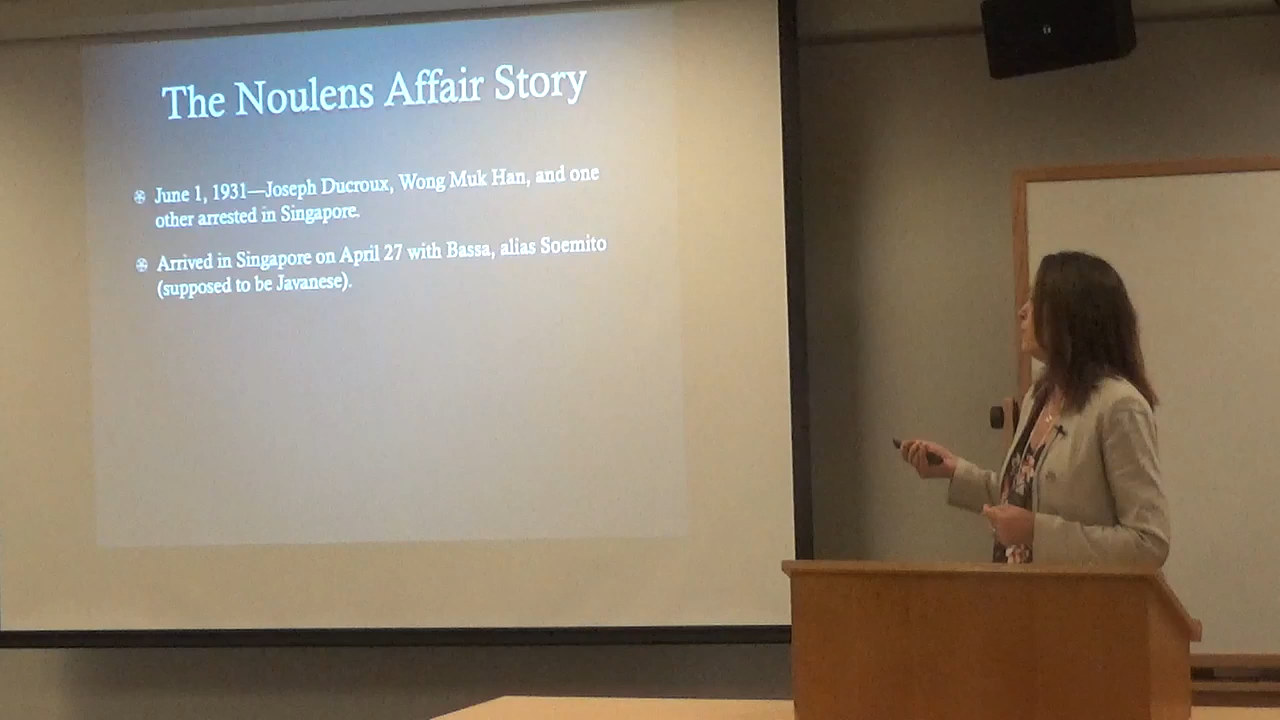 The Noulens Affair Story
June 1, 1931—Joseph Ducroux, Wong Muk Han, and one
other arrested in Singapore.
Arrived in Singapore on April 27 with Bassa, alias Soemito
(supposed to be Javanese).